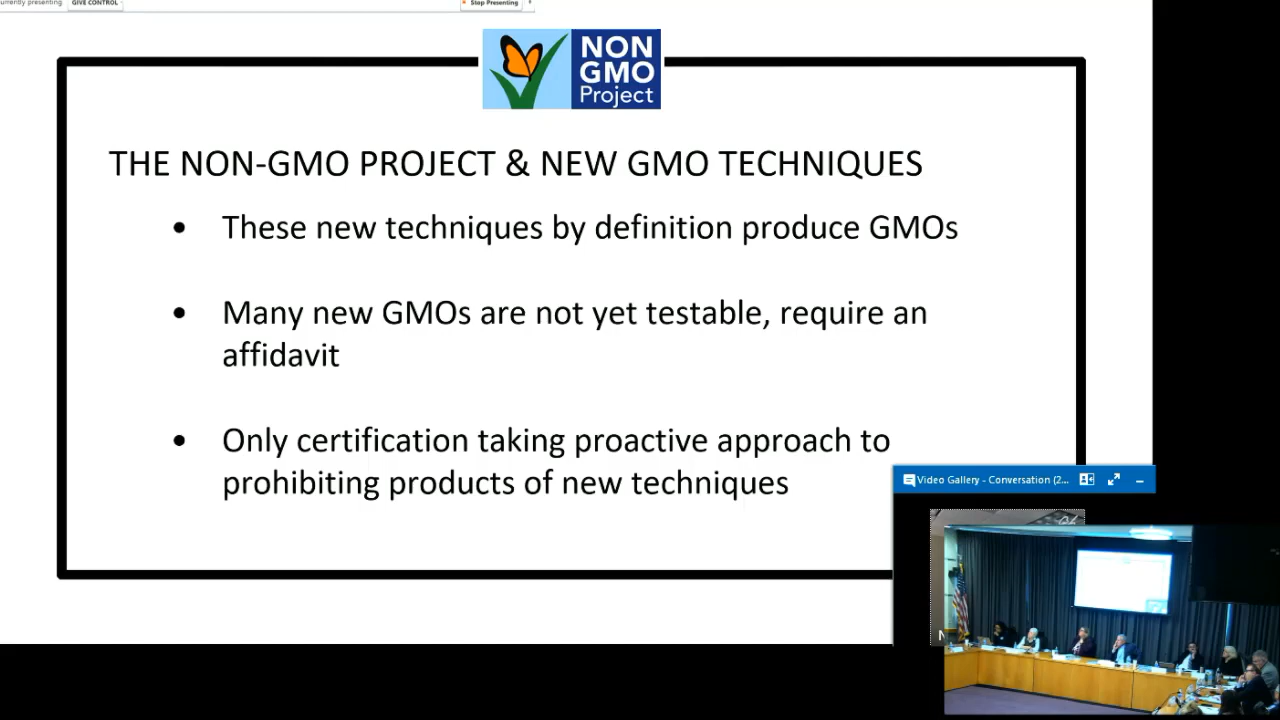 urrently presenting GIVE CONTROL Stop Presenting
NON
GMO
Project
THE NON-GMO PROJECT & NEW GMO TECHNIQUES
• These new techniques by definition produce GMOs
• Many new GMOs are not yet testable, require an
affidavit
• Only certification taking proactive approach to
prohibiting products of new techniques
Video Gallery - Conversation (2...